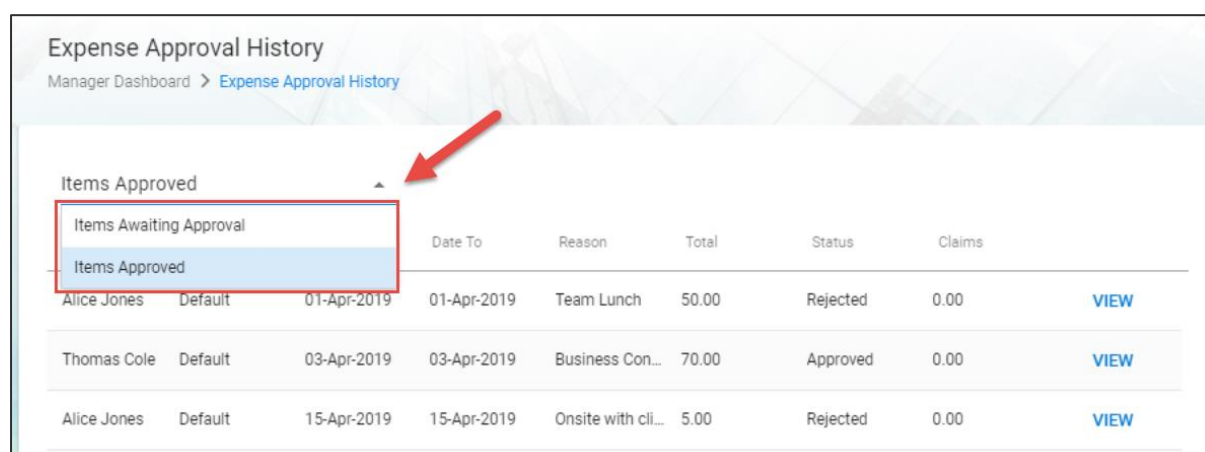 Expense Approval History
Manager Dashboard > Expense Approval History
Items Approved
Items Awaiting Approval
Items Approved
Date To Reason Total Status Claims
Alice Jones Default 01-Apr-2019 01-Apr-2019 Team Lunch 50.00 Rejected 0.00 VIEW
Thomas Cole Default 03-Apr-2019 03-Apr-2019 Business Con... 70.00 Approved 0.00 VIEW
Alice Jones Default 15-Apr-2019 15-Apr-2019 Onsite with cli... 5.00 Rejected 0.00 VIEW